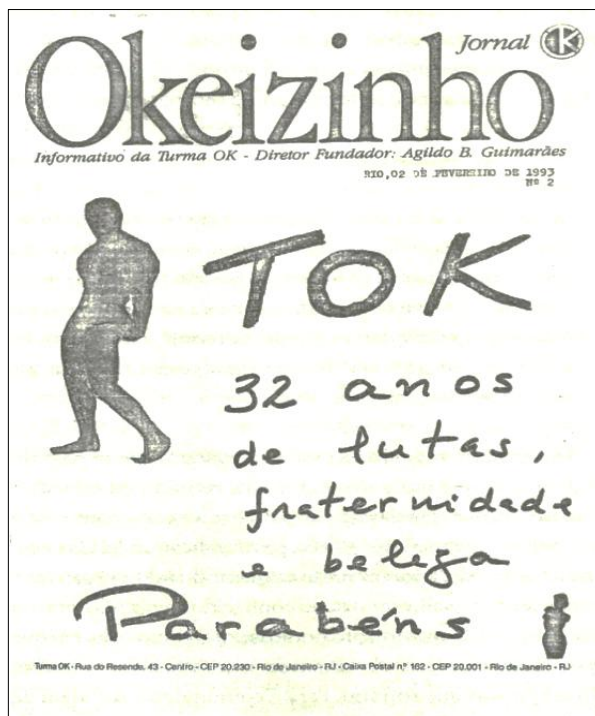 Jornal TK
Okeizinho
Informativo da Turma OK - Diretor Fundador: Agildo B. Guimarães
RIO,02 DE FEVEREIRO DE 1993
Nº 2
TOK
32 anos
de lutas,
fraternidade
e beleza
Parabéns
Turma OK - Rua do Resende, 43 - Centro - CEP 20.230 - Rio de Janeiro - RJ - Caixa Postal nº 162 - CEP 20.001 - Rio de Janeiro - RJ